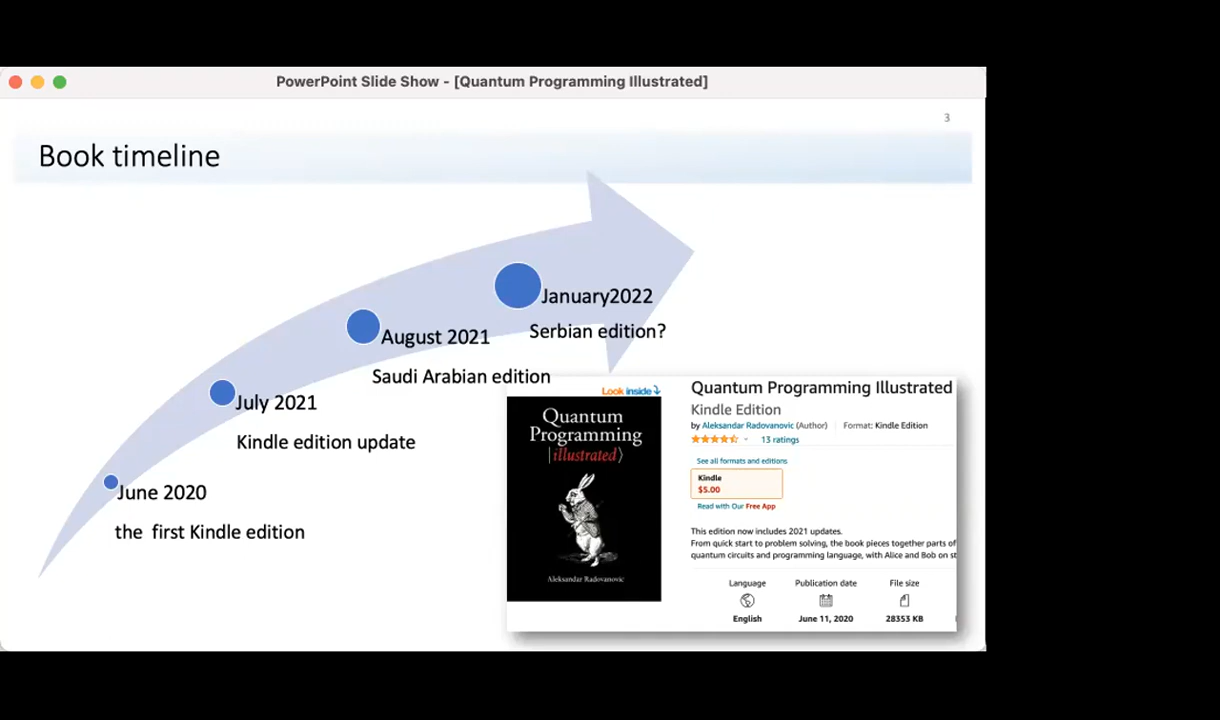 PowerPoint Slide Show - [Quantum Programming Illustrated]
3
Book timeline
January2022
Serbian edition?
August 2021
Saudi Arabian edition
July 2021
Kindle edition update
June 2020
the first Kindle edition
Look inside
Quantum
Programming
|illustrated⟩
Aleksandar Radovanovic
Quantum Programming Illustrated
Kindle Edition
by Aleksandar Radovanovic (Author) Format: Kindle Edition
13 ratings
See all formats and editions
Kindle
$5.00
Read with Our Free App
This edition now includes 2021 updates.
From quick start to problem solving, the book pieces together parts of
quantum circuits and programming language, with Alice and Bob on st
Language Publication date File size
English June 11, 2020 28353 KB